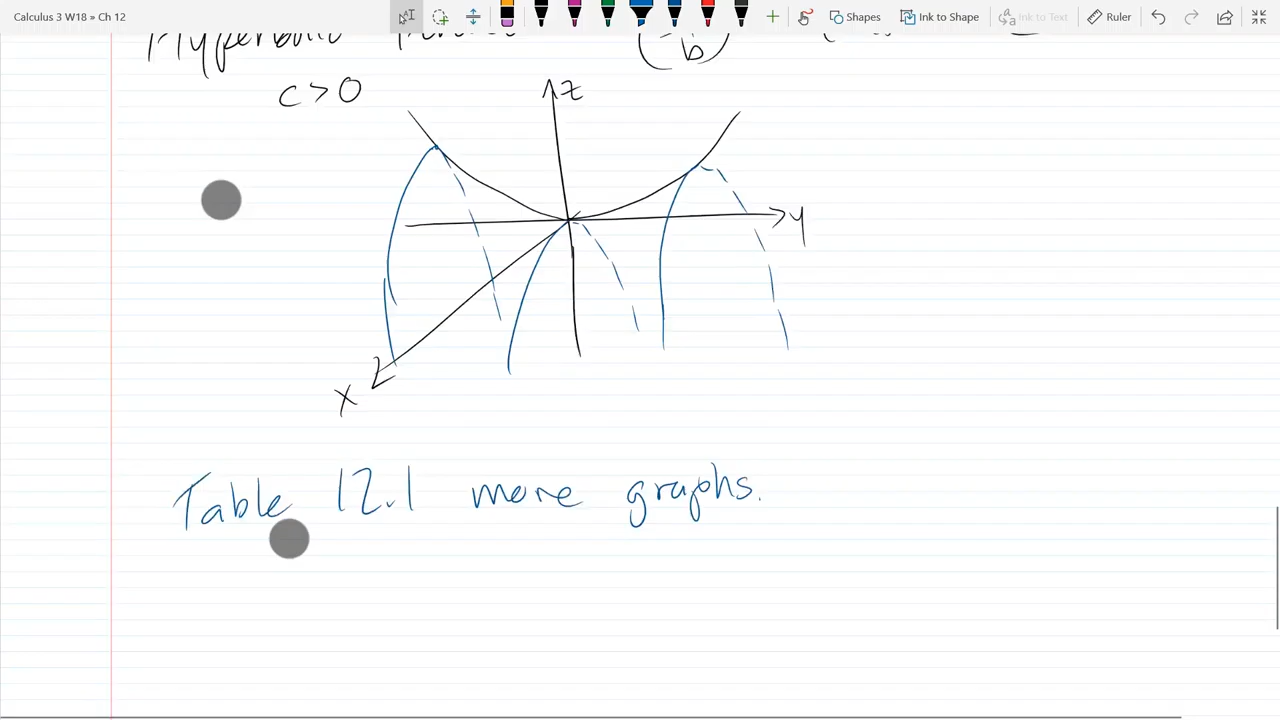 Calculus 3 W18 » Ch 12
Shapes
Ink to Shape
Ink to Text
Ruler
Hyperbolic
b
c > 0
z
y
x
Table 12.1 more graphs.